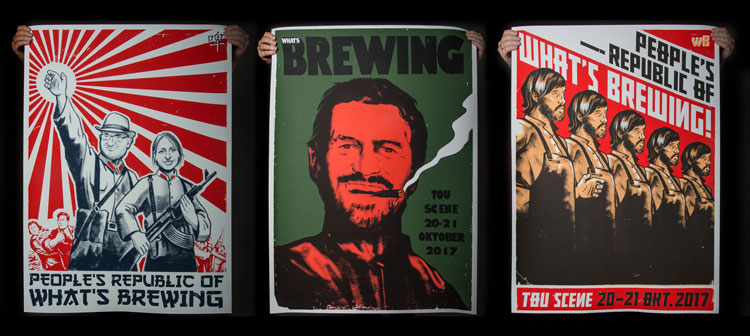 PEOPLE'S REPUBLIC OF
WHAT'S BREWING
WHAT'S
BREWING
TOU
SCENE
20-21
OKTOBER
2017
WB
PEOPLE'S
—REPUBLIC OF
WHAT'S BREWING!
TOU SCENE 20-21 OKT. 2017